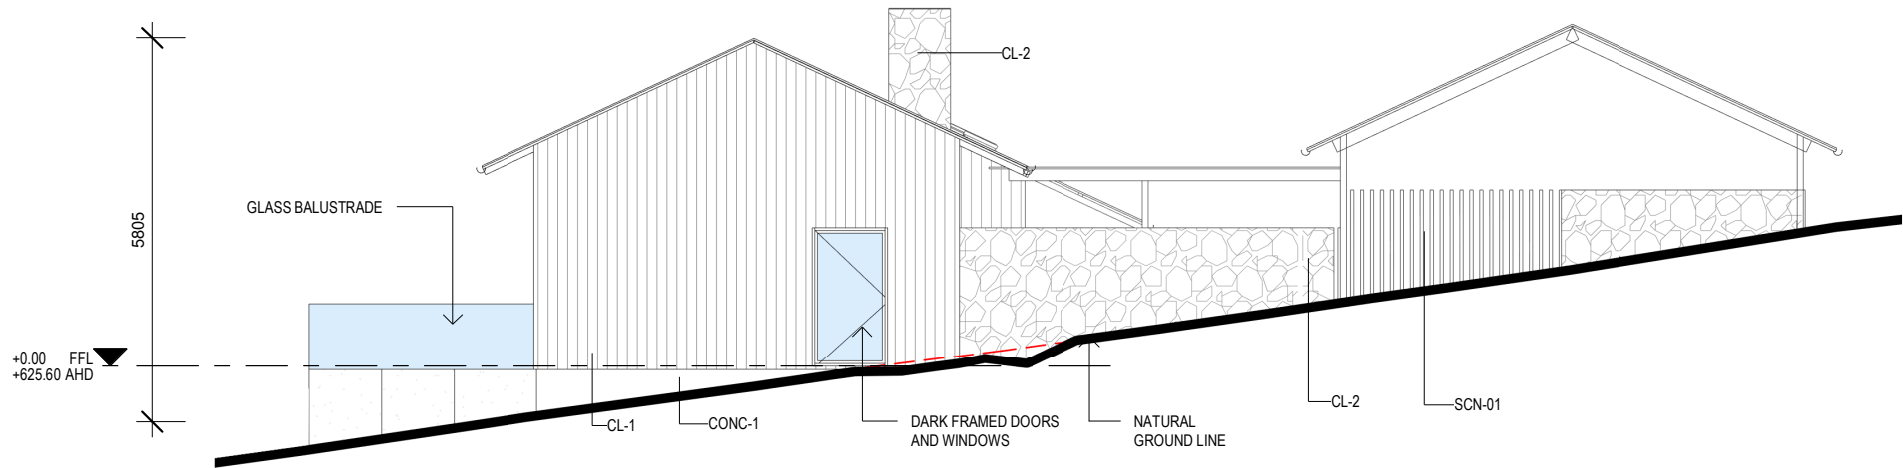 CL-2
5805
GLASS BALUSTRADE
+0.00 FFL
+625.60 AHD
CL-1
CONC-1
DARK FRAMED DOORS
AND WINDOWS
NATURAL
GROUND LINE
CL-2
SCN-01